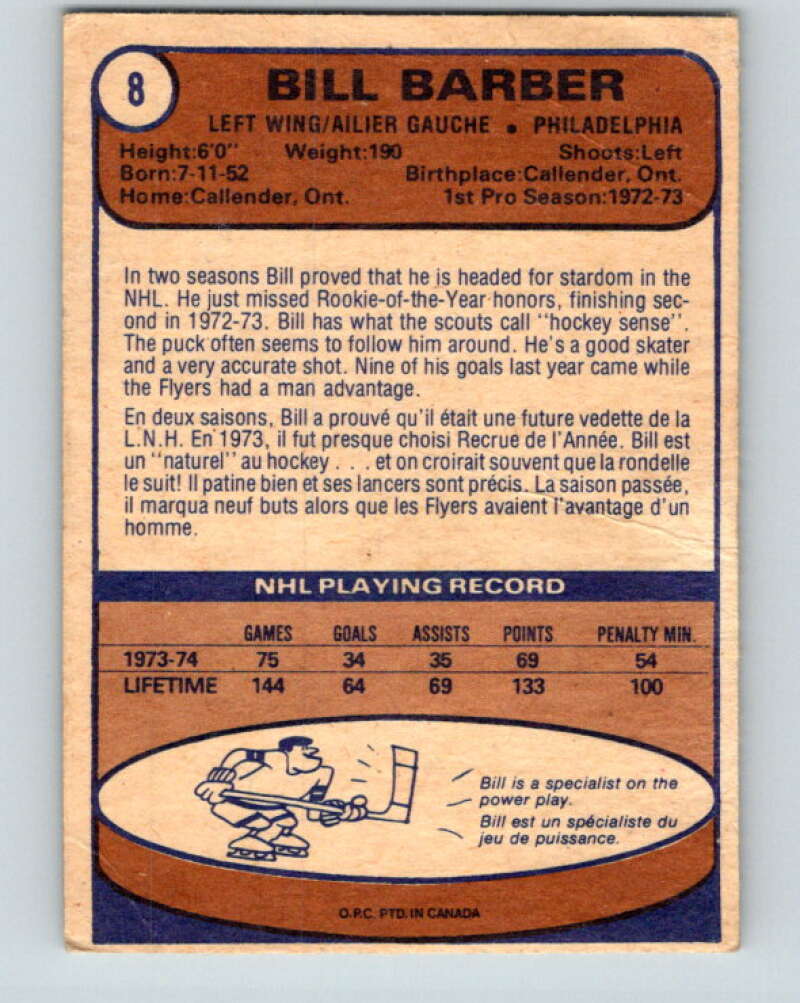 8
BILL BARBER
LEFT WING/AILIER GAUCHE • PHILADELPHIA
Height:6'0" Weight:190 Shoots:Left
Born:7-11-52 Birthplace:Callender, Ont.
Home:Callender, Ont. 1st Pro Season:1972-73
In two seasons Bill proved that he is headed for stardom in the
NHL. He just missed Rookie-of-the-Year honors, finishing sec-
ond in 1972-73. Bill has what the scouts call "hockey sense".
The puck often seems to follow him around. He's a good skater
and a very accurate shot. Nine of his goals last year came while
the Flyers had a man advantage.
En deux saisons, Bill a prouvé qu'il était une future vedette de la
L.N.H. En 1973, il fut presque choisi Recrue de l'Année. Bill est
un "naturel" au hockey . . . et on croirait souvent que la rondelle
le suit! Il patine bien et ses lancers sont précis. La saison passée,
il marqua neuf buts alors que les Flyers avaient l'avantage d'un
homme.
NHL PLAYING RECORD
GAMES GOALS ASSISTS POINTS PENALTY MIN.
1973-74 75 34 35 69 54
LIFETIME 144 64 69 133 100
Bill is a specialist on the
power play.
Bill est un spécialiste du
jeu de puissance.
O.P.C. PTD. IN CANADA